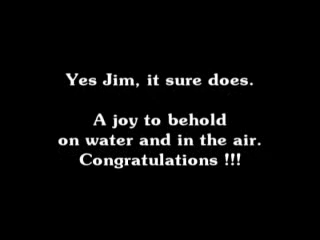 Yes Jim, it sure does.
A joy to behold
on water and in the air.
Congratulations !!!